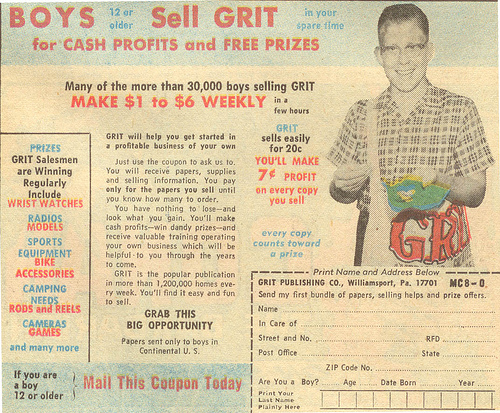 BOYS 12 or older Sell GRIT in your spare time
for CASH PROFITS and FREE PRIZES
Many of the more than 30,000 boys selling GRIT
MAKE $1 to $6 WEEKLY in a few hours
PRIZES
GRIT Salesmen
are Winning
Regularly
Include
WRIST WATCHES
RADIOS
MODELS
SPORTS
EQUIPMENT
BIKE
ACCESSORIES
CAMPING
NEEDS
RODS and REELS
CAMERAS
GAMES
and many more
GRIT will help you get started in
a profitable business of your own
Just use the coupon to ask us to.
You will receive papers, supplies
and selling information. You pay
only for the papers you sell until
you know how many to order.
You have nothing to lose—and
look what you gain. You'll make
cash profits—win dandy prizes—and
receive valuable training operating
your own business which will be
helpful to you through the years
to come.
GRIT is the popular publication
in more than 1,200,000 homes eve-
ry week. You'll find it easy and fun
to sell.
GRAB THIS
BIG OPPORTUNITY
Papers sent only to boys in
Continental U. S.
GRIT
sells easily
for 20c
YOU'LL MAKE
7¢ PROFIT
on every copy
you sell
every copy
counts toward
a prize
GRIT
If you are
a boy
12 or older
Mail This Coupon Today
Print Name and Address Below
GRIT PUBLISHING CO., Williamsport, Pa. 17701 MC8-0
Send my first bundle of papers, selling helps and prize offers.
Name
In Care of
Street and No. RFD
Post Office State
ZIP Code No.
Are You a Boy? Age Date Born Year
Print Your
Last Name
Plainly Here